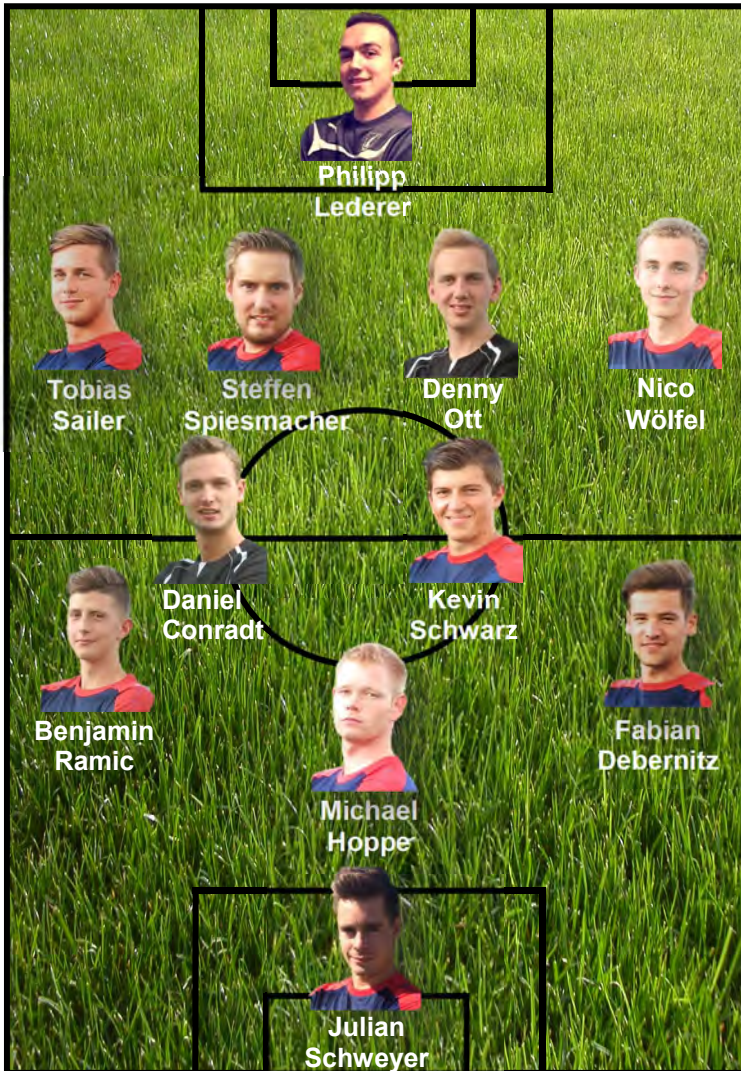 Philipp
Lederer
Tobias
Sailer
Steffen
Spiesmacher
Denny
Ott
Nico
Wölfel
Daniel
Conradt
Kevin
Schwarz
Benjamin
Ramic
Fabian
Debernitz
Michael
Hoppe
Julian
Schweyer